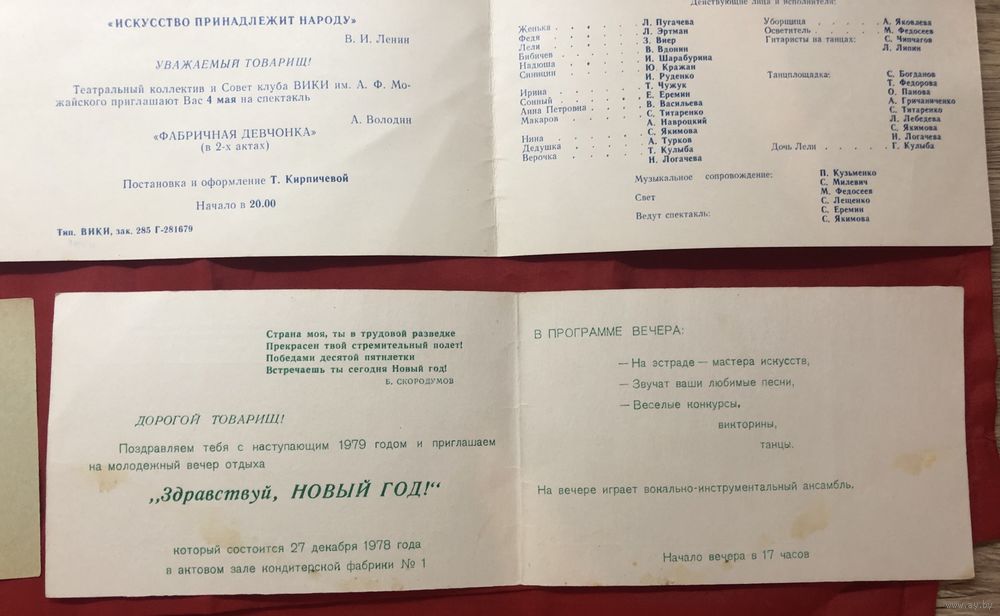 «ИСКУССТВО ПРИНАДЛЕЖИТ НАРОДУ»
В. И. Ленин
УВАЖАЕМЫЙ ТОВАРИЩ!
Театральный коллектив и Совет клуба ВИКИ им. А. Ф. Мо-
жайского приглашают Вас 4 мая на спектакль
А. Володин
«ФАБРИЧНАЯ ДЕВЧОНКА»
(в 2-х актах)
Постановка и оформление Т. Кирпичевой
Начало в 20.00
Тип. ВИКИ, зак. 285 Г-281679
Действующие лица и исполнители:
Женька . . . . Л. Пугачева
Федя . . . . Л. Эртман
Леля . . . . З. Виер
Бибичев . . . . В. Вдонин
Надюша . . . . И. Шарабурина
Синицин . . . . Ю. Кражан
И. Руденко
Т. Чужук
Ирина . . . . Е. Еремин
Сонный . . . . В. Васильева
Анна Петровна . . . . С. Титаренко
Макаров . . . . А. Навроцкий
С. Якимова
Нина . . . . А. Турков
Дедушка . . . . Т. Кулыба
Верочка . . . . Н. Логачева
Уборщица . . А. Яковлева
Осветитель . . М. Федосеев
Гитаристы на танцах: С. Чипчагов
Л. Липин
Танцплощадка: С. Богданов
Т. Федорова
О. Панова
А. Гричаниченко
С. Титаренко
Л. Лебедева
С. Якимова
Н. Логачева
Дочь Лели . . Г. Кулыба
Музыкальное сопровождение: П. Кузьменко
С. Милевич
М. Федосеев
Свет С. Лещенко
С. Еремин
Ведут спектакль: С. Якимова
Страна моя, ты в трудовой разведке
Прекрасен твой стремительный полет!
Победами десятой пятилетки
Встречаешь ты сегодня Новый год!
Б. СКОРОДУМОВ
ДОРОГОЙ ТОВАРИЩ!
Поздравляем тебя с наступающим 1979 годом и приглашаем
на молодежный вечер отдыха
„Здравствуй, НОВЫЙ ГОД!“
который состоится 27 декабря 1978 года
в актовом зале кондитерской фабрики № 1
В ПРОГРАММЕ ВЕЧЕРА:
— На эстраде — мастера искусств,
— Звучат ваши любимые песни,
— Веселые конкурсы,
викторины,
танцы.
На вечере играет вокально-инструментальный ансамбль.
Начало вечера в 17 часов
www.ay.by